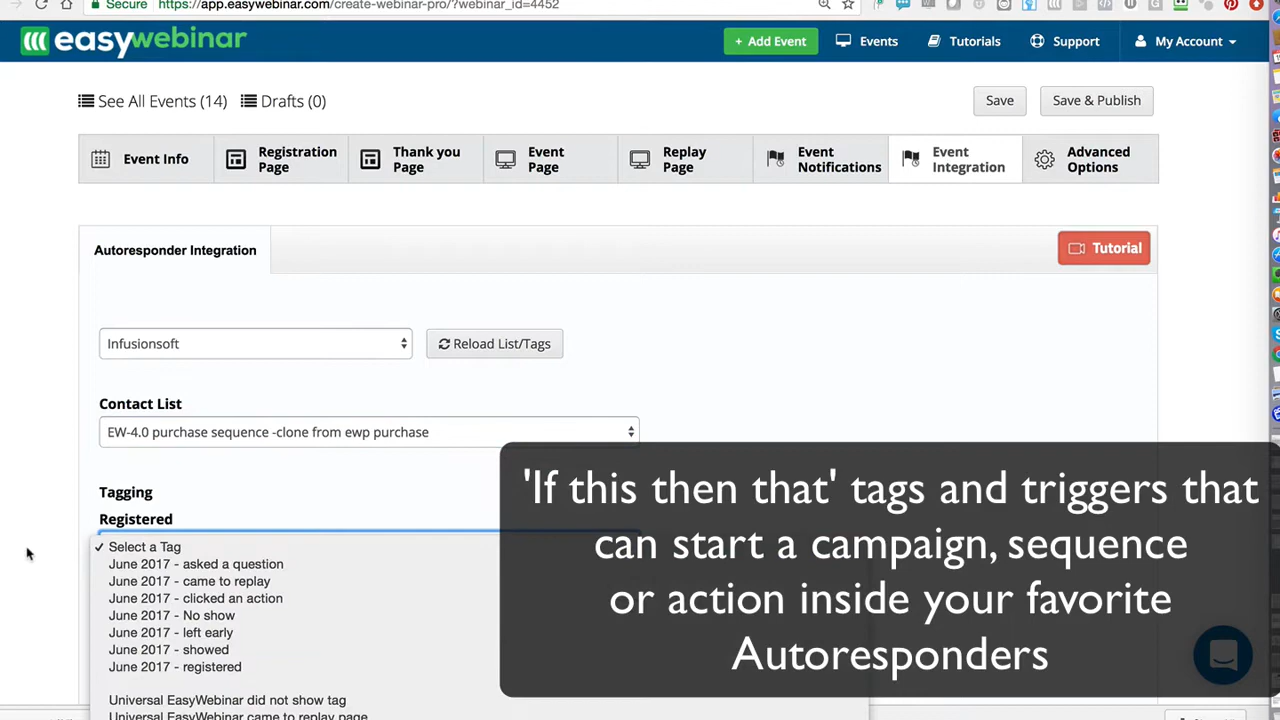 Secure https://app.easywebinar.com/create-webinar-pro/?webinar_id=4452
easywebinar
+ Add Event
Events
Tutorials
Support
My Account
See All Events (14)
Drafts (0)
Save
Save & Publish
Event Info
Registration
Page
Thank you
Page
Event
Page
Replay
Page
Event
Notifications
Event
Integration
Advanced
Options
Autoresponder Integration
Tutorial
Infusionsoft
Reload List/Tags
Contact List
EW-4.0 purchase sequence -clone from ewp purchase
Tagging
Registered
✓ Select a Tag
June 2017 - asked a question
June 2017 - came to replay
June 2017 - clicked an action
June 2017 - No show
June 2017 - left early
June 2017 - showed
June 2017 - registered
Universal EasyWebinar did not show tag
Universal EasyWebinar came to replay page
'If this then that' tags and triggers that
can start a campaign, sequence
or action inside your favorite
Autoresponders